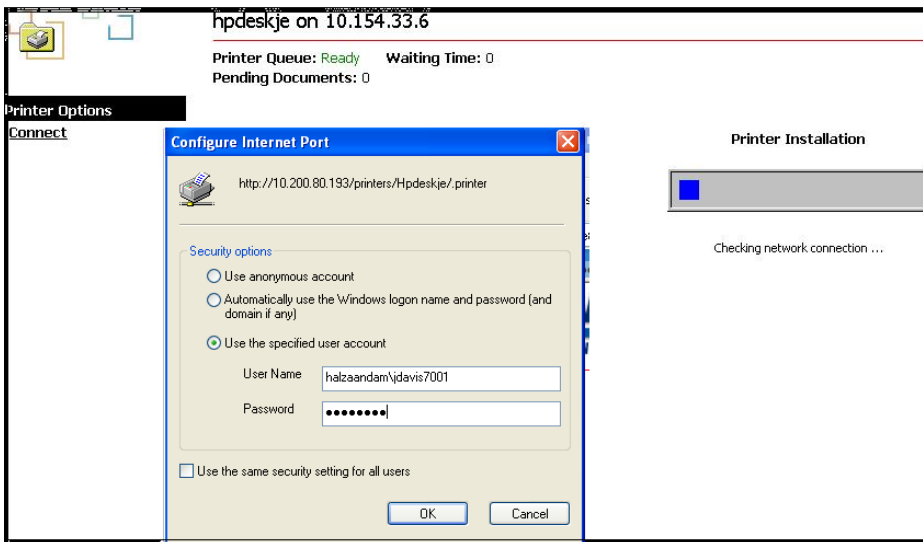 hpdeskje on 10.154.33.6
Printer Queue: Ready Waiting Time: 0
Pending Documents: 0
Printer Options
Connect
Configure Internet Port
http://10.200.80.193/printers/Hpdeskje/.printer
Security options
Use anonymous account
Automatically use the Windows logon name and password (and
domain if any)
Use the specified user account
User Name halzaandam\jdavis7001
Password ●●●●●●●●
Use the same security setting for all users
OK Cancel
Printer Installation
Checking network connection ...